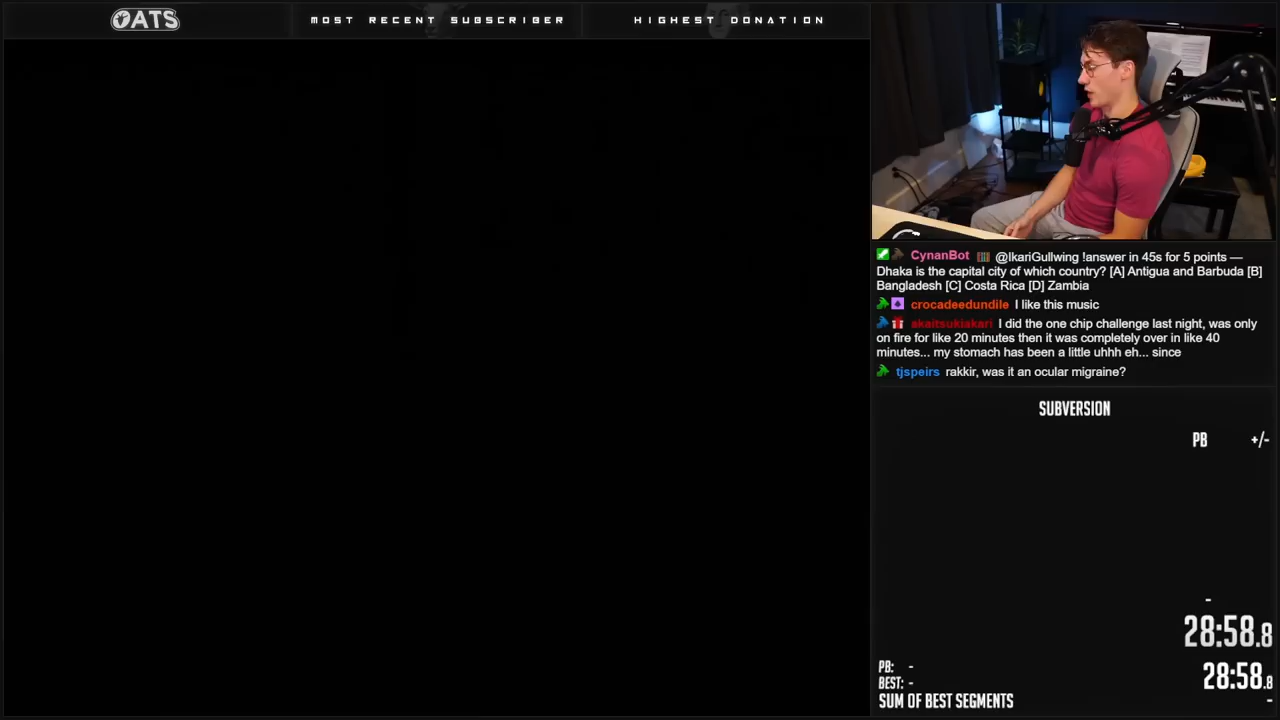 OATS
MOST RECENT SUBSCRIBER
HIGHEST DONATION
CynanBot @IkariGullwing !answer in 45s for 5 points —
Dhaka is the capital city of which country? [A] Antigua and Barbuda [B]
Bangladesh [C] Costa Rica [D] Zambia
crocadeedundile I like this music
akaitsukiakari I did the one chip challenge last night, was only
on fire for like 20 minutes then it was completely over in like 40
minutes... my stomach has been a little uhhh eh... since
tjspeirs rakkir, was it an ocular migraine?
SUBVERSION
PB +/-
-
28:58.8
PB: - 28:58.8
BEST: -
SUM OF BEST SEGMENTS -